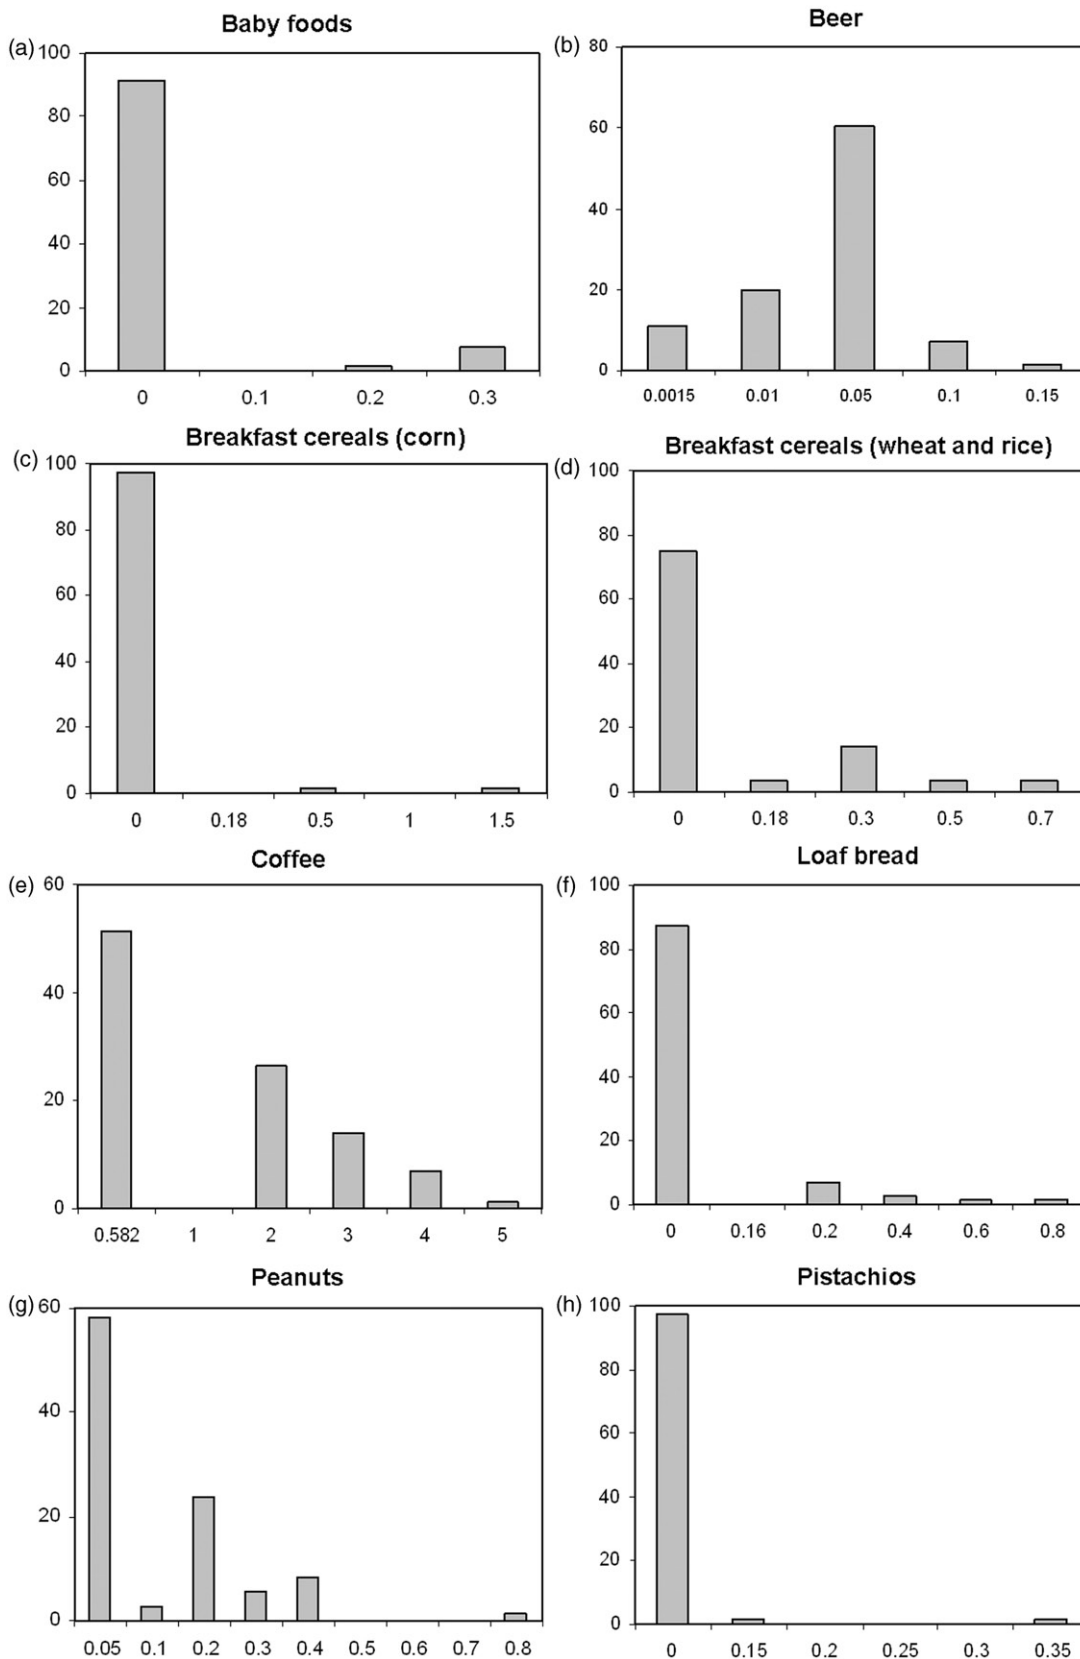 Baby foods
(a)
100
80
60
40
20
0
0 0.1 0.2 0.3
Beer
(b)
80
60
40
20
0
0.0015 0.01 0.05 0.1 0.15
Breakfast cereals (corn)
(c)
100
80
60
40
20
0
0 0.18 0.5 1 1.5
Breakfast cereals (wheat and rice)
(d)
100
80
60
40
20
0
0 0.18 0.3 0.5 0.7
Coffee
(e)
60
40
20
0
0.582 1 2 3 4 5
Loaf bread
(f)
100
80
60
40
20
0
0 0.16 0.2 0.4 0.6 0.8
Peanuts
(g)
60
40
20
0
0.05 0.1 0.2 0.3 0.4 0.5 0.6 0.7 0.8
Pistachios
(h)
100
80
60
40
20
0
0 0.15 0.2 0.25 0.3 0.35